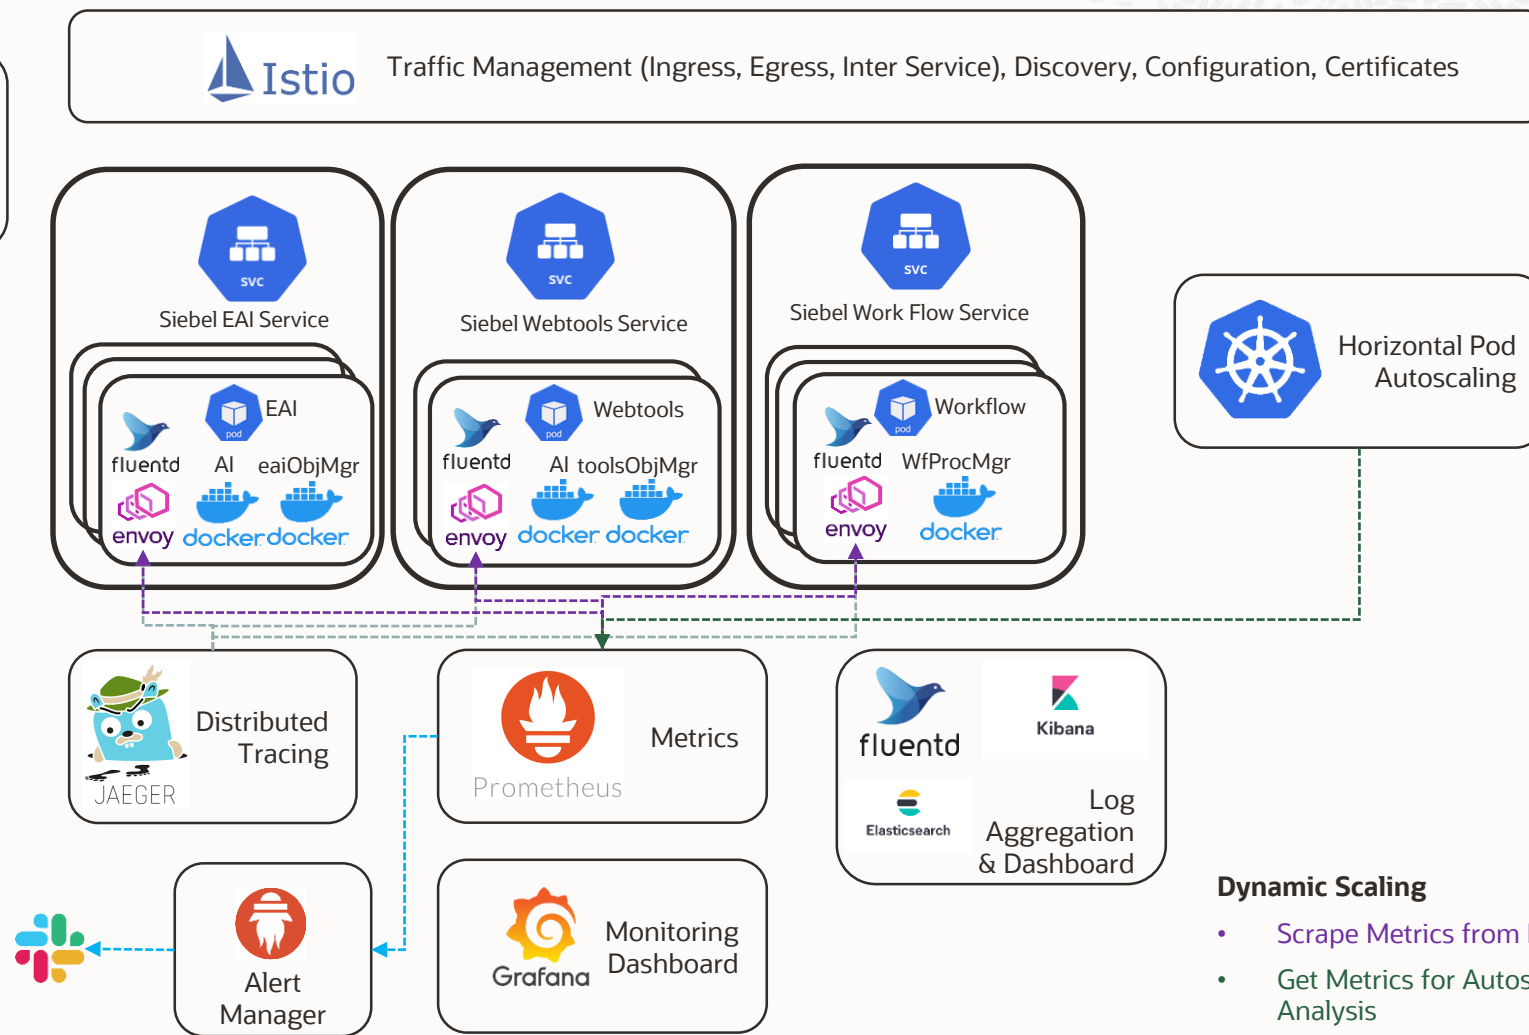 Istio
Traffic Management (Ingress, Egress, Inter Service), Discovery, Configuration, Certificates
svc
Siebel EAI Service
pod
EAI
fluentd
AI
eaiObjMgr
envoy
docker
docker
svc
Siebel Webtools Service
pod
Webtools
fluentd
AI
toolsObjMgr
envoy
docker
docker
svc
Siebel Work Flow Service
pod
Workflow
fluentd
WfProcMgr
envoy
docker
Horizontal Pod
Autoscaling
JAEGER
Distributed
Tracing
Prometheus
Metrics
fluentd
Kibana
Elasticsearch
Log
Aggregation
& Dashboard
Alert
Manager
Grafana
Monitoring
Dashboard
Dynamic Scaling
• Scrape Metrics from
• Get Metrics for Autos
Analysis